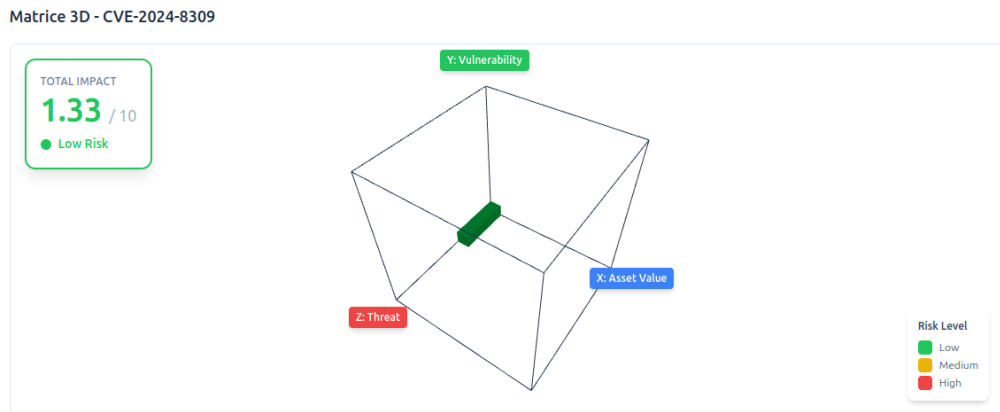 Matrice 3D - CVE-2024-8309
TOTAL IMPACT
1.33 / 10
Low Risk
Y: Vulnerability
X: Asset Value
Z: Threat
Risk Level
Low
Medium
High